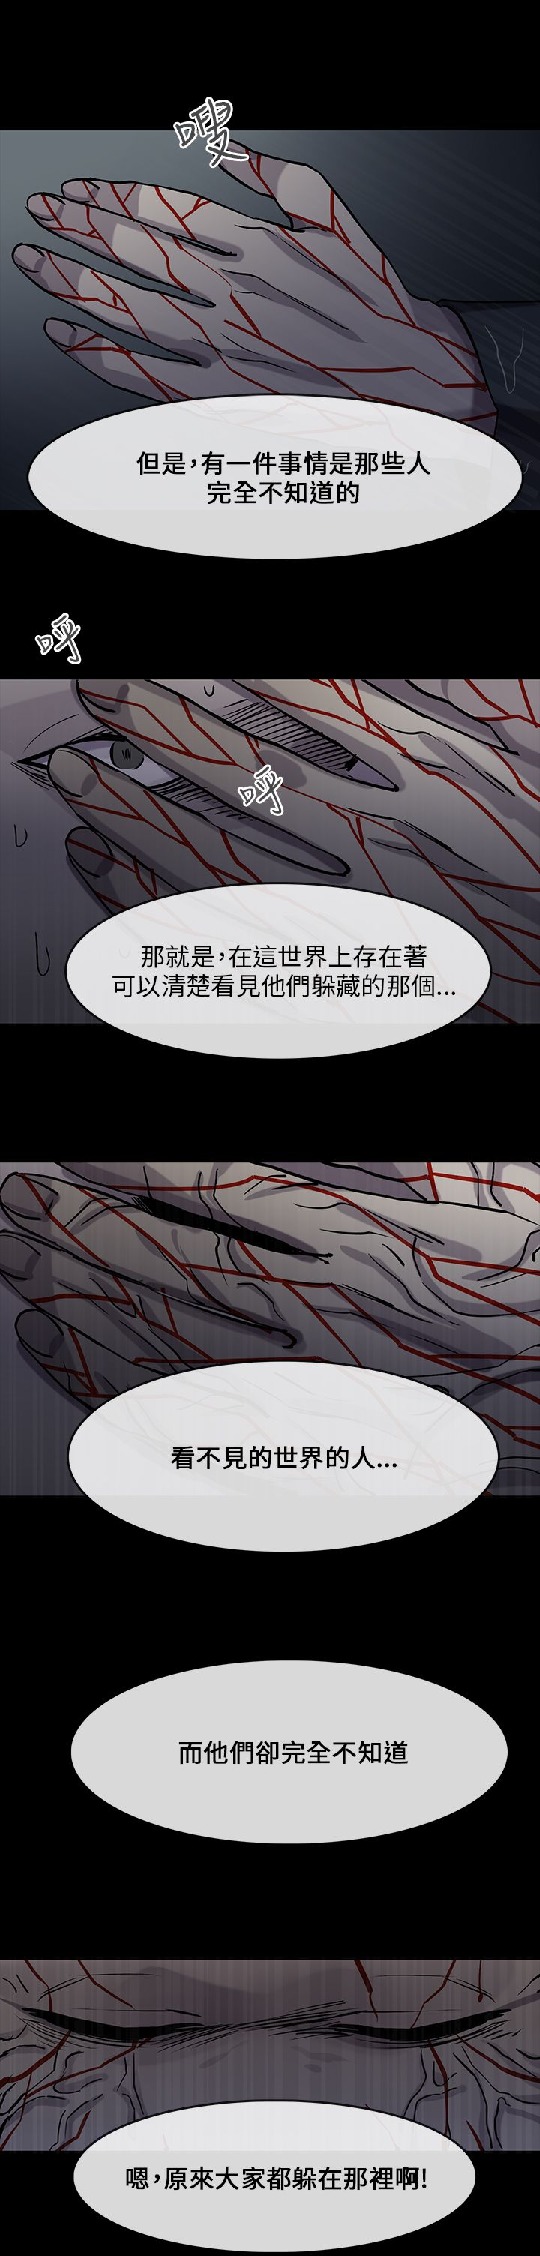 嗖
但是,有一件事情是那些人
完全不知道的
呼
呼
那就是,在這世界上存在著
可以清楚看見他們躲藏的那個...
看不見的世界的人...
而他們卻完全不知道
嗯,原來大家都躲在那裡啊!